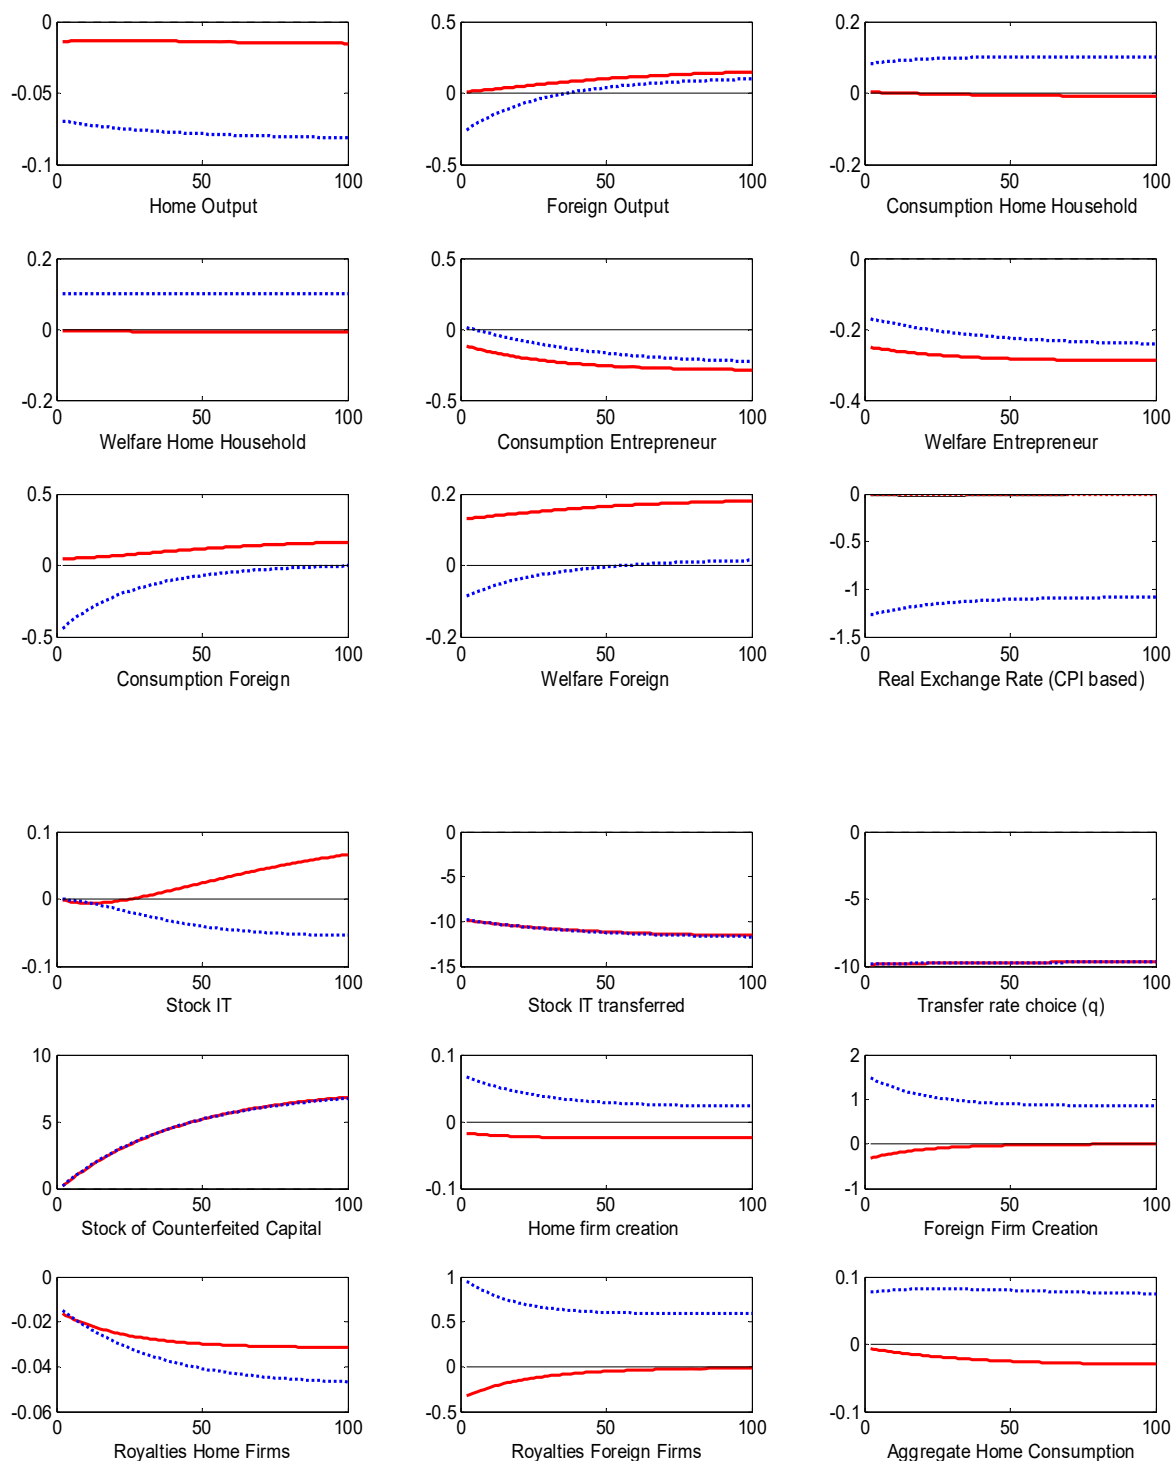 0 0.5 0.2
-0.05 0 0
-0.1 -0.5 -0.2
0 50 100 0 50 100 0 50 100
Home Output Foreign Output Consumption Home Household
0.2 0.5 0
0 0 -0.2
-0.2 -0.5 -0.4
0 50 100 0 50 100 0 50 100
Welfare Home Household Consumption Entrepreneur Welfare Entrepreneur
0.5 0.2 0
-0.5
0 0
-1
-0.5 -0.2 -1.5
0 50 100 0 50 100 0 50 100
Consumption Foreign Welfare Foreign Real Exchange Rate (CPI based)
0.1 0 0
-5
0 -5
-10
-0.1 -15 -10
0 50 100 0 50 100 0 50 100
Stock IT Stock IT transferred Transfer rate choice (q)
10 0.1 2
1
5 0
0
0 -0.1 -1
0 50 100 0 50 100 0 50 100
Stock of Counterfeited Capital Home firm creation Foreign Firm Creation
0 1 0.1
-0.02 0.5
0
-0.04 0
-0.06 -0.5 -0.1
0 50 100 0 50 100 0 50 100
Royalties Home Firms Royalties Foreign Firms Aggregate Home Consumption